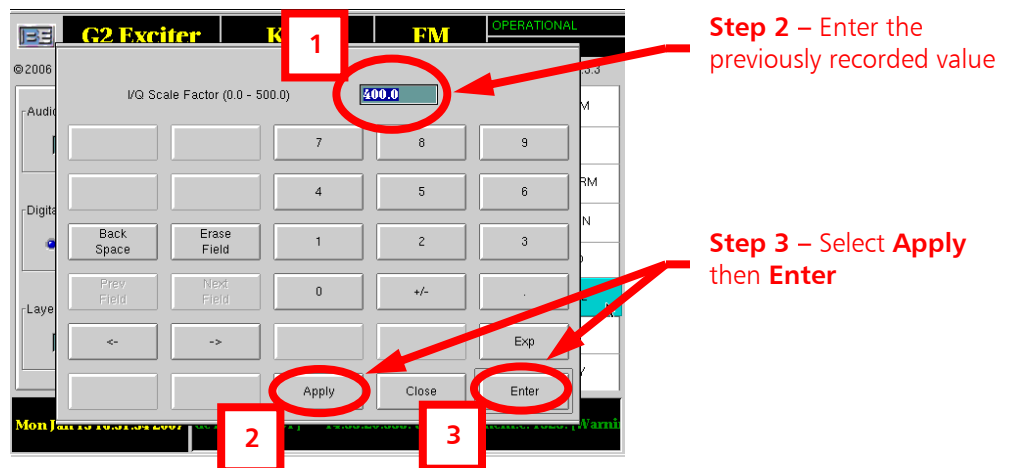 G2 Exciter
FM
OPERATIONAL
1
Step 2 – Enter the
previously recorded value
©2006
I/Q Scale Factor (0.0 - 500.0)
400.0
7
8
9
4
5
6
Back
Space
Erase
Field
1
2
3
Prev
Field
Next
Field
0
+/-
.
<-
->
Exp
Apply
Close
Enter
Step 3 – Select Apply
then Enter
2
3